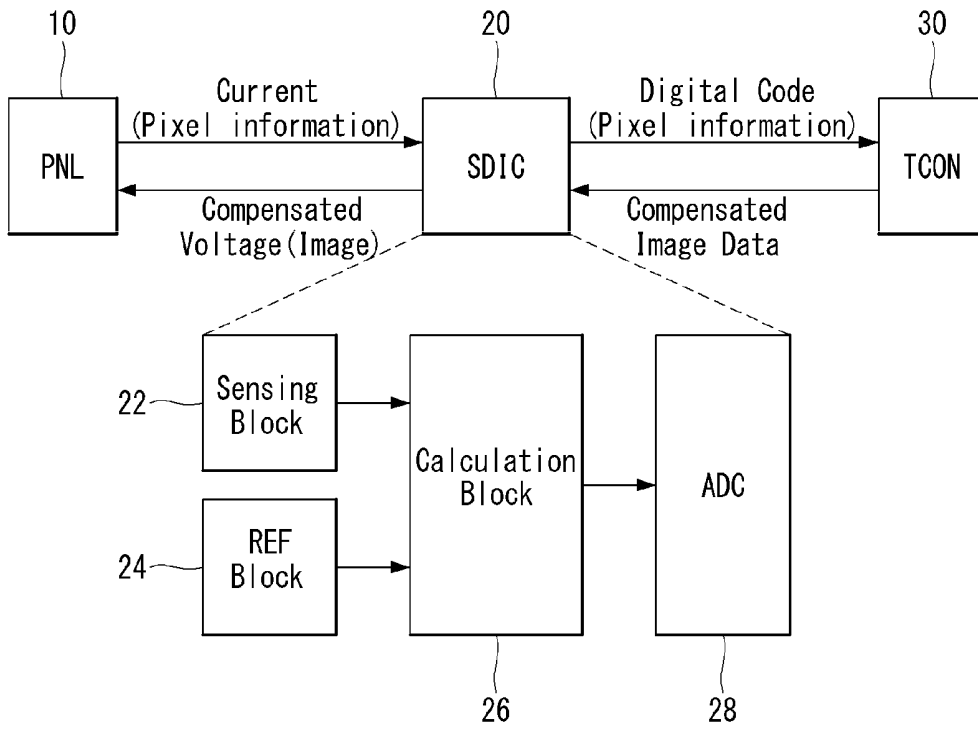 10
20
30
PNL
Current
(Pixel information)
SDIC
Digital Code
(Pixel information)
TCON
Compensated
Voltage(Image)
Compensated
Image Data
22
Sensing
Block
24
REF
Block
Calculation
Block
ADC
26
28